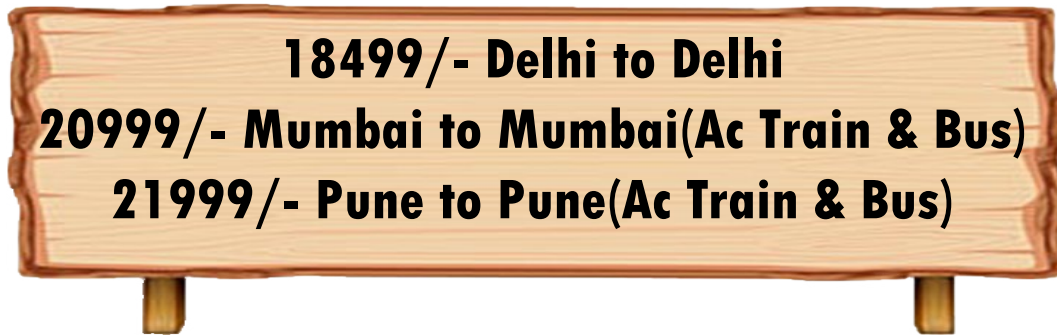 18499/- Delhi to Delhi
20999/- Mumbai to Mumbai(Ac Train & Bus)
21999/- Pune to Pune(Ac Train & Bus)